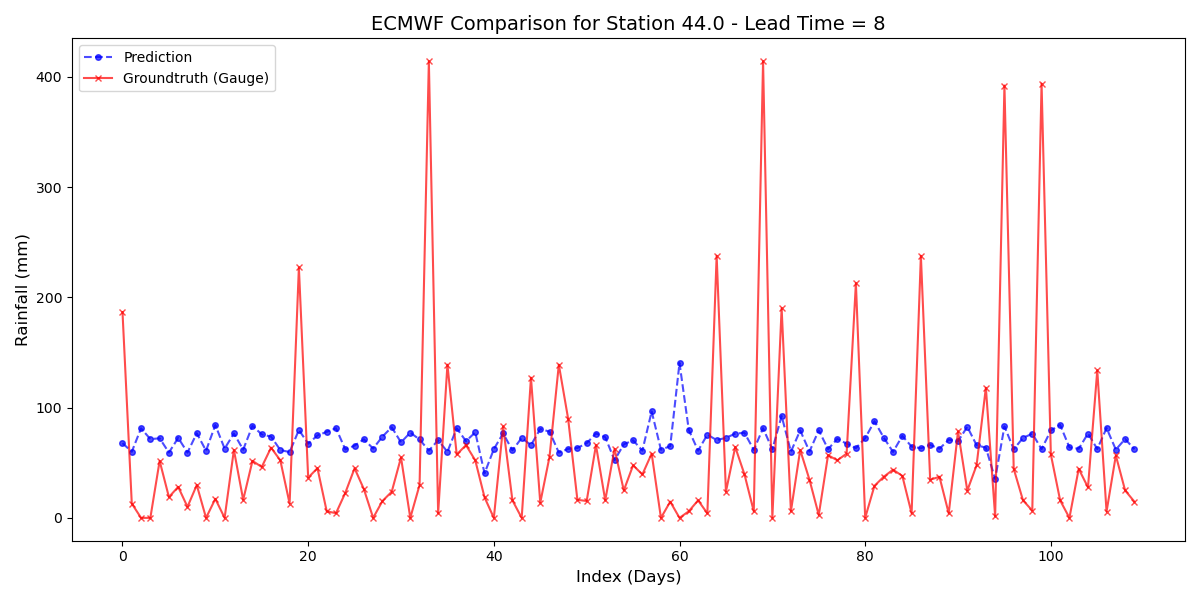 ECMWF Comparison for Station 44.0 - Lead Time = 8
Prediction
Groundtruth (Gauge)
Rainfall (mm)
400
300
200
100
0
0 20 40 60 80 100
Index (Days)